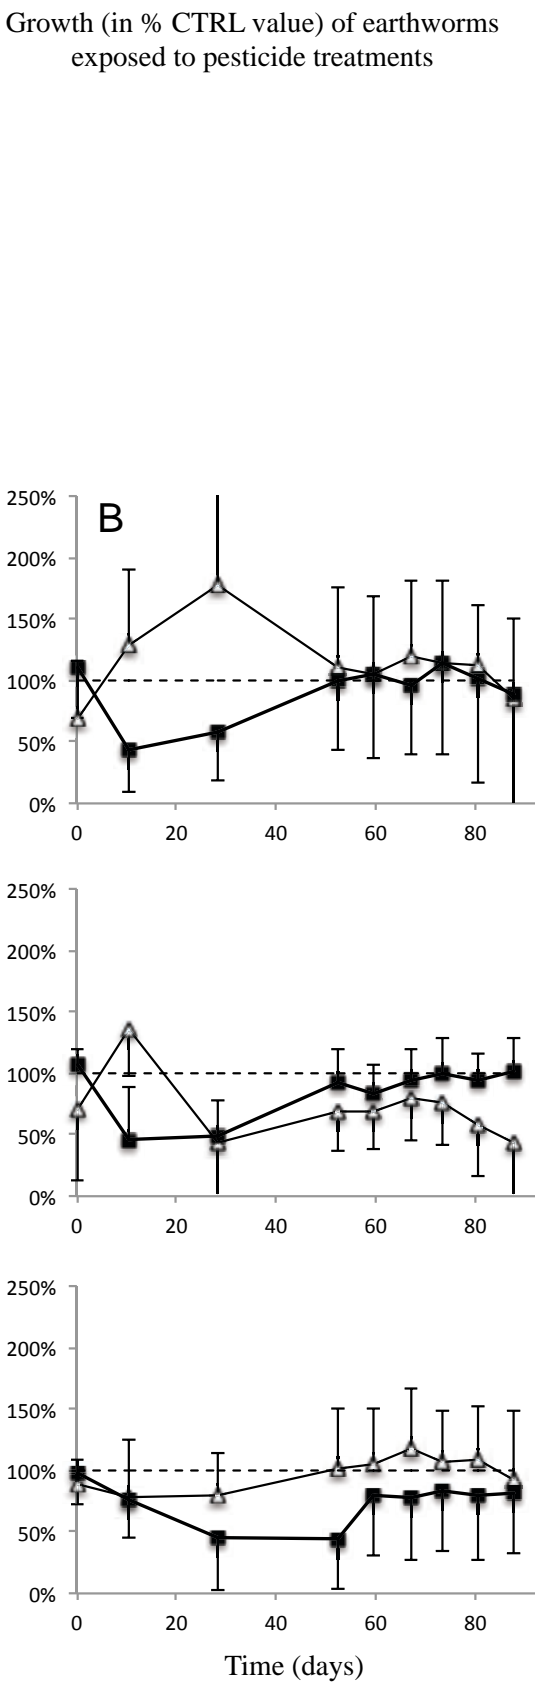 Growth (in % CTRL value) of earthworms
exposed to pesticide treatments
250%
B
200%
150%
100%
50%
0%
0 20 40 60 80
250%
200%
150%
100%
50%
0%
0 20 40 60 80
250%
200%
150%
100%
50%
0%
0 20 40 60 80
Time (days)